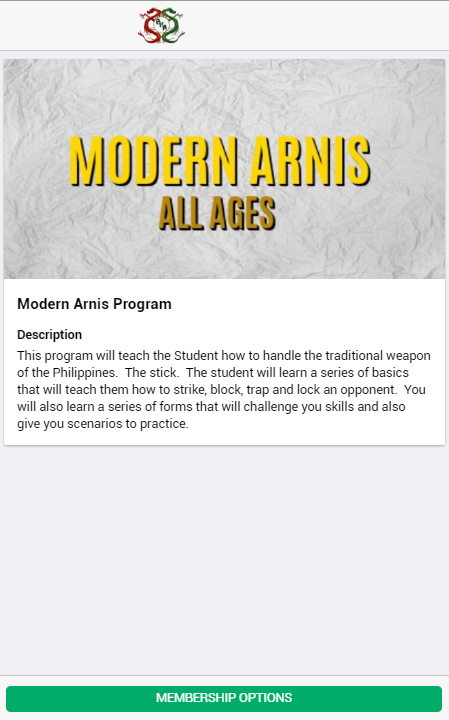 MODERN ARNIS
ALL AGES
Modern Arnis Program
Description
This program will teach the Student how to handle the traditional weapon
of the Philippines.  The stick.  The student will learn a series of basics
that will teach them how to strike, block, trap and lock an opponent.  You
will also learn a series of forms that will challenge you skills and also
give you scenarios to practice.
MEMBERSHIP OPTIONS